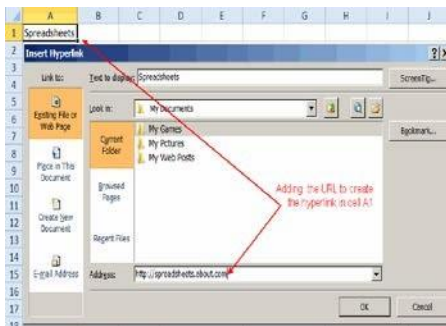 A B C D E F G H I J
1 Spreadsheets
2 Insert Hyperlink
3
4 Link to: Text to display: Spreadsheets ScreenTip...
5 Existing File or
6 Web Page
Look in: My Documents
Bookmark...
7 Current
8 Folder
My Games
My Pictures
My Web Posts
Place in This
9 Document
10 Browsed
Pages
Adding the URL to create
the hyperlink in cell A1
11 Create New
12 Document
13 Recent Files
14
15 E-mail Address Address: http://spreadsheets.about.com
16
17 OK Cancel
18